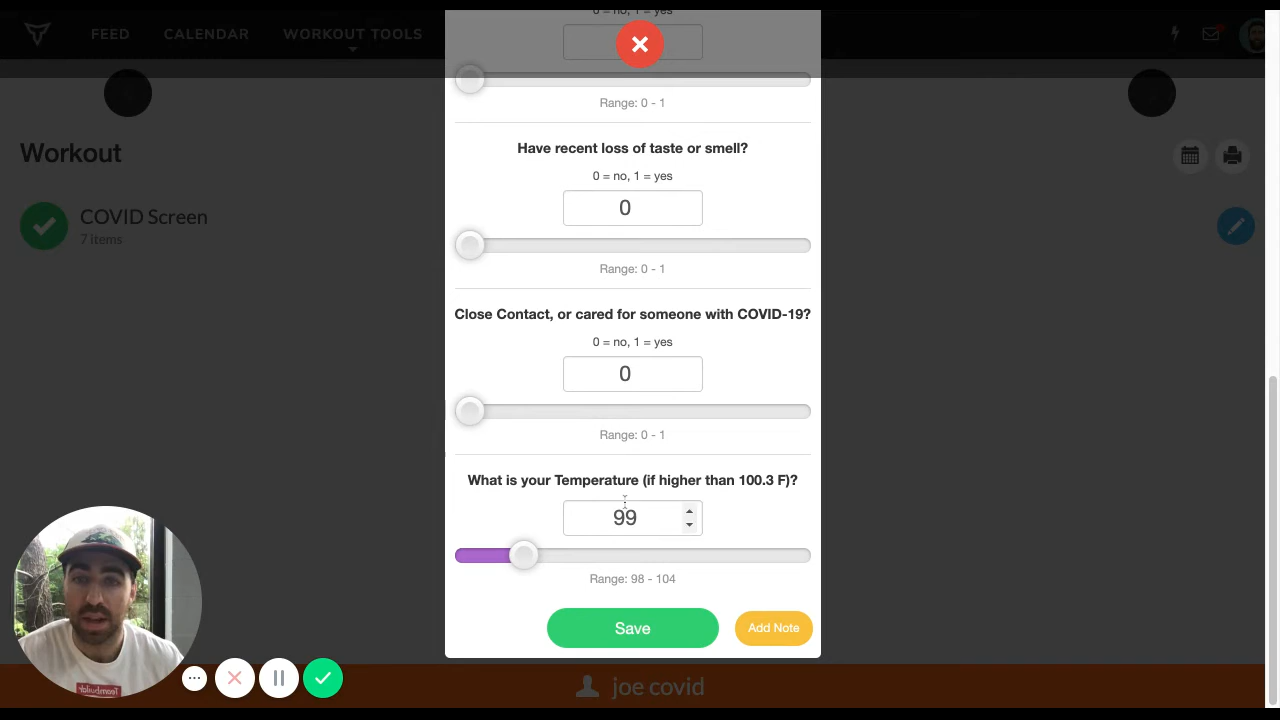 FEED CALENDAR WORKOUT TOOLS
0 = no, 1 = yes
Range: 0 - 1
Workout
COVID Screen
7 items
Have recent loss of taste or smell?
0 = no, 1 = yes
0
Range: 0 - 1
Close Contact, or cared for someone with COVID-19?
0 = no, 1 = yes
0
Range: 0 - 1
What is your Temperature (if higher than 100.3 F)?
99
Range: 98 - 104
Save Add Note
joe covid